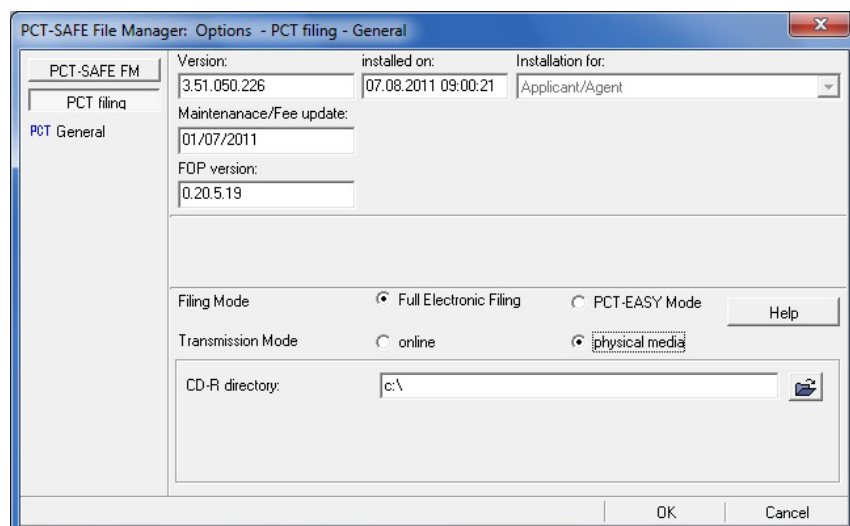 PCT-SAFE File Manager: Options - PCT filing - General
PCT-SAFE FM
PCT filing
PCT General
Version: installed on: Installation for:
3.51.050.226 07.08.2011 09:00:21 Applicant/Agent
Maintenanace/Fee update:
01/07/2011
FOP version:
0.20.5.19
Filing Mode Full Electronic Filing PCT-EASY Mode Help
Transmission Mode online physical media
CD-R directory: c:\
OK Cancel